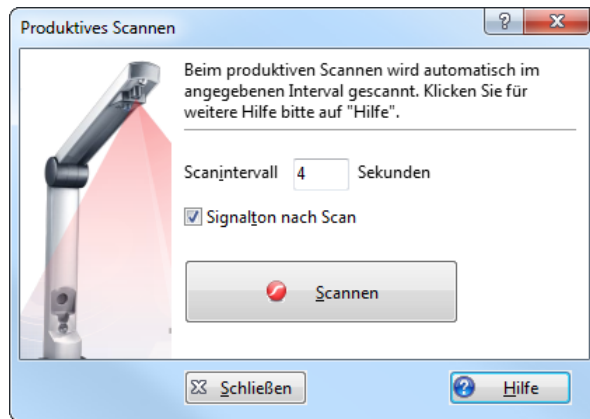 Produktives Scannen
Beim produktiven Scannen wird automatisch im
angegebenen Interval gescannt. Klicken Sie für
weitere Hilfe bitte auf "Hilfe".
Scanintervall 4 Sekunden
Signalton nach Scan
Scannen
Schließen Hilfe